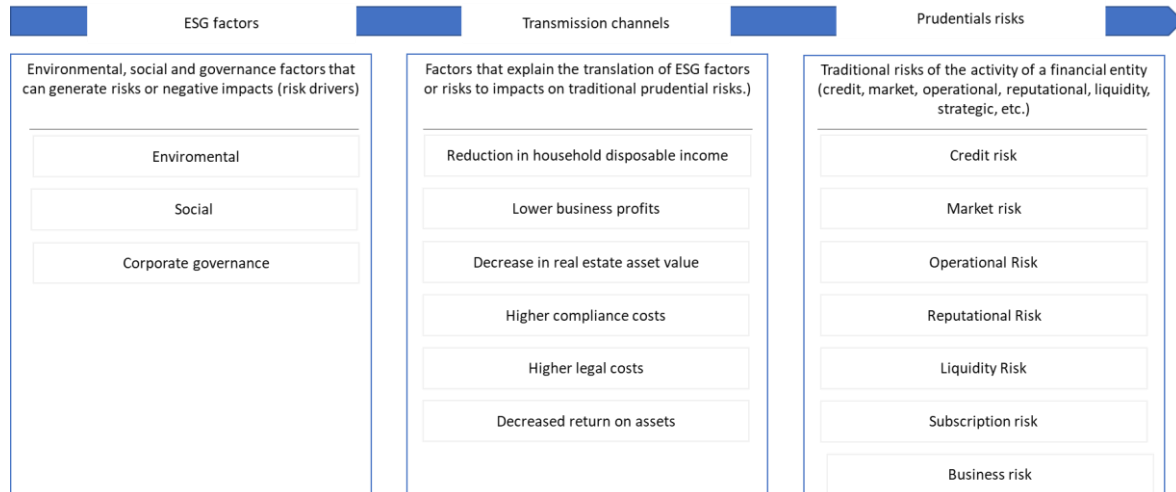 ESG factors
Transmission channels
Prudentials risks
Environmental, social and governance factors that
can generate risks or negative impacts (risk drivers)
Enviromental
Social
Corporate governance
Factors that explain the translation of ESG factors
or risks to impacts on traditional prudential risks.)
Reduction in household disposable income
Lower business profits
Decrease in real estate asset value
Higher compliance costs
Higher legal costs
Decreased return on assets
Traditional risks of the activity of a financial entity
(credit, market, operational, reputational, liquidity,
strategic, etc.)
Credit risk
Market risk
Operational Risk
Reputational Risk
Liquidity Risk
Subscription risk
Business risk